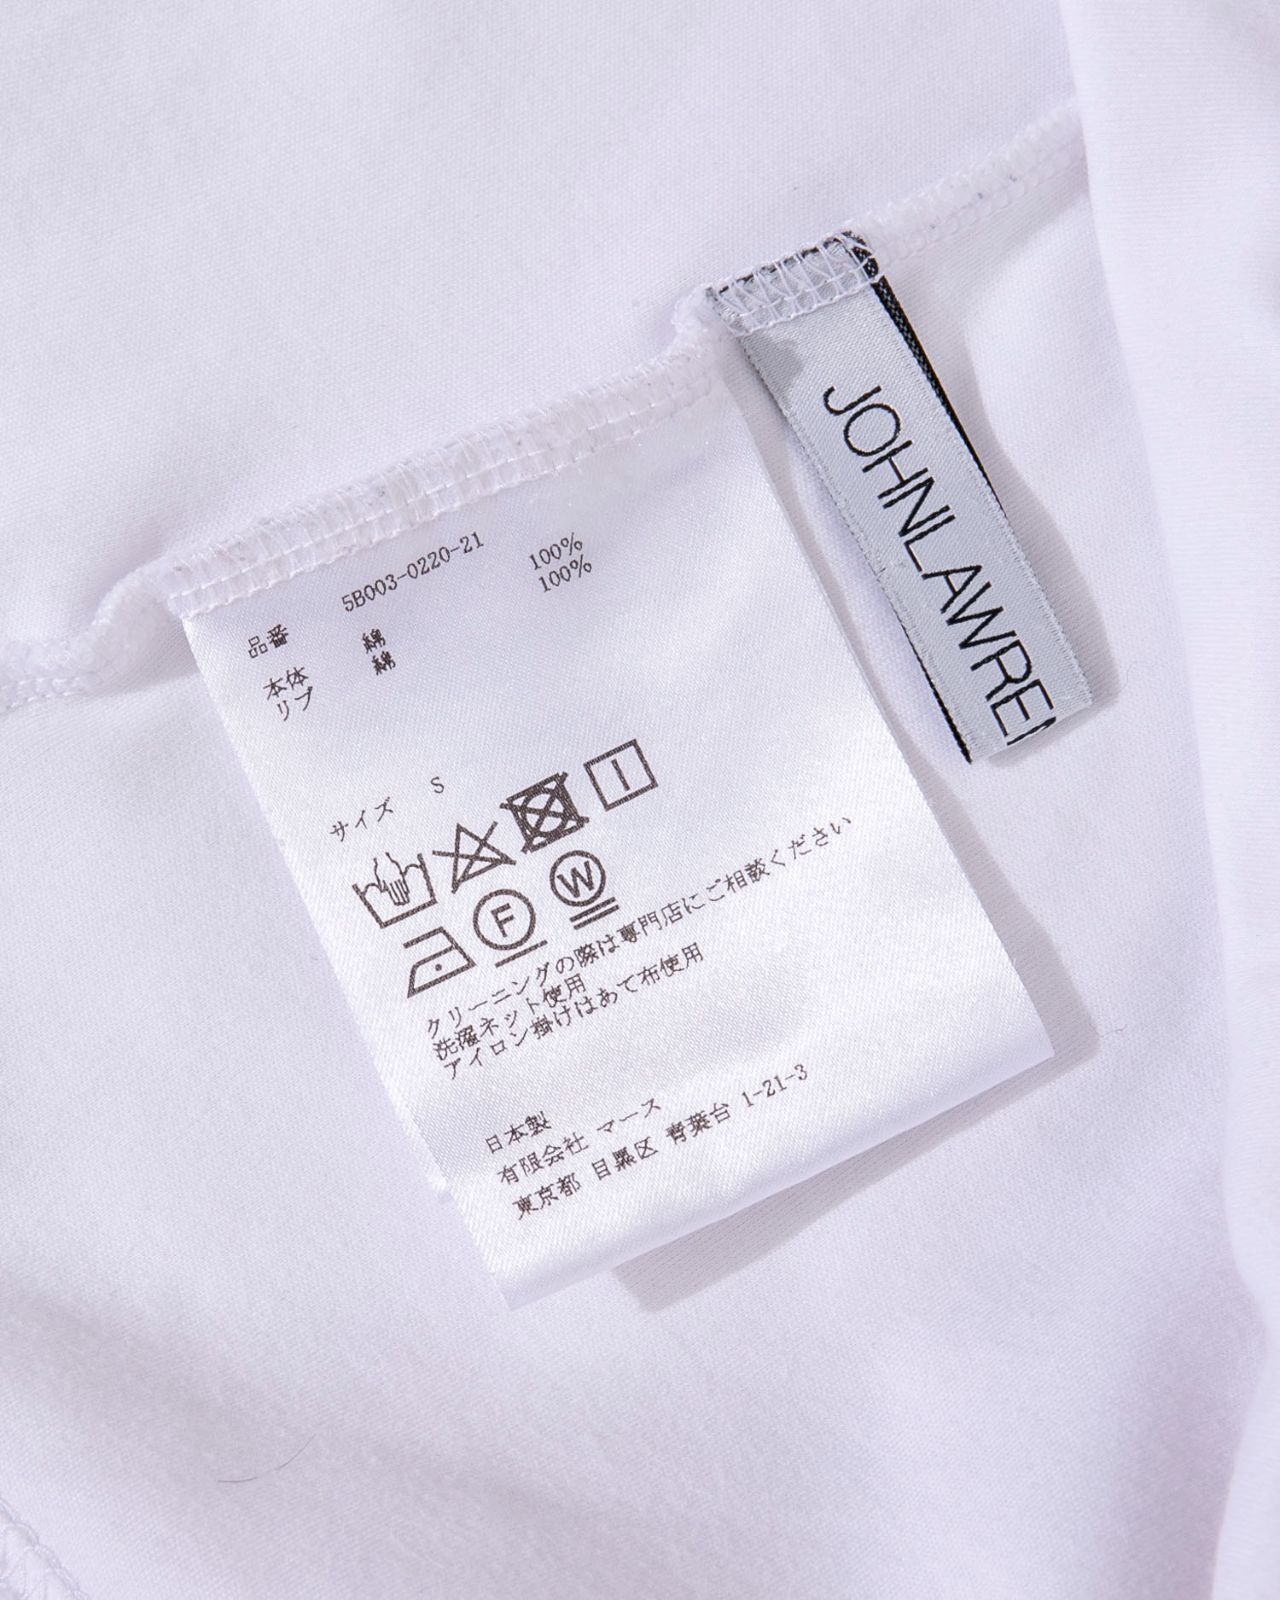 品番 5B003-0220-21
本体 綿 100%
リブ 綿 100%
サイズ S
F
W
クリーニングの際は専門店にご相談ください
洗濯ネット使用
アイロン掛けはあて布使用
日本製
有限会社 マース
東京都 目黒区 青葉台 1-21-3
JOHNLAWRE